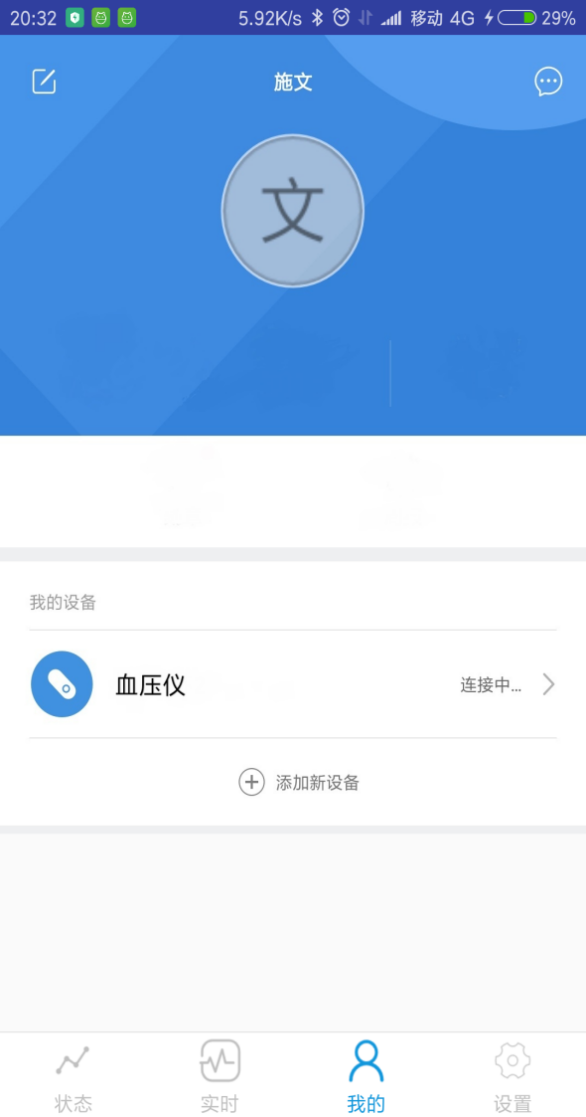 20:32 5.92K/s 移动 4G 29%
施文
文
我的设备
血压仪 连接中...
添加新设备
状态 实时 我的 设置